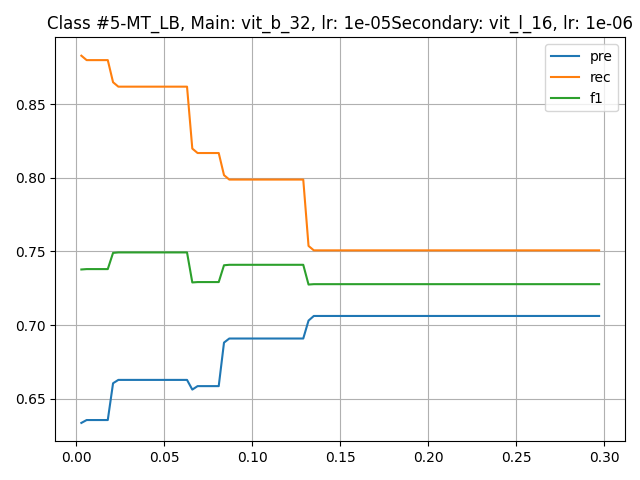 Class #5-MT_LB, Main: vit_b_32, lr: 1e-05Secondary: vit_l_16, lr: 1e-06
pre
rec
f1
0.85
0.80
0.75
0.70
0.65
0.00 0.05 0.10 0.15 0.20 0.25 0.30